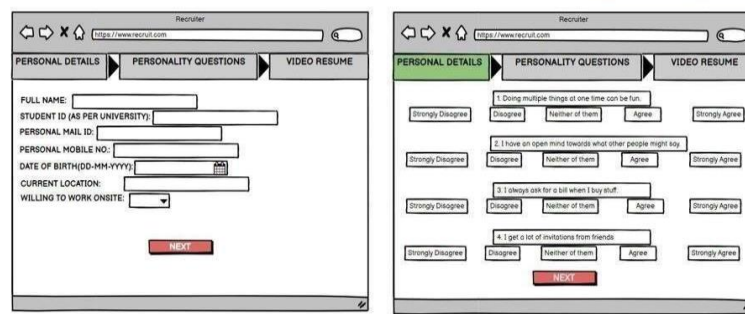 Recruiter
https://www.recruit.com
PERSONAL DETAILS PERSONALITY QUESTIONS VIDEO RESUME
FULL NAME:
STUDENT ID (AS PER UNIVERSITY):
PERSONAL MAIL ID:
PERSONAL MOBILE NO.:
DATE OF BIRTH(DD-MM-YYYY):
CURRENT LOCATION:
WILLING TO WORK ONSITE:
NEXT
Recruiter
https://www.recruit.com
PERSONAL DETAILS PERSONALITY QUESTIONS VIDEO RESUME
1. Doing multiple things at one time can be fun.
Strongly Disagree Disagree Neither of them Agree Strongly Agree
2. I have an open mind towards what other people might say.
Strongly Disagree Disagree Neither of them Agree Strongly Agree
3. I always ask for a bill when I buy stuff.
Strongly Disagree Disagree Neither of them Agree Strongly Agree
4. I get a lot of invitations from friends
Strongly Disagree Disagree Neither of them Agree Strongly Agree
NEXT